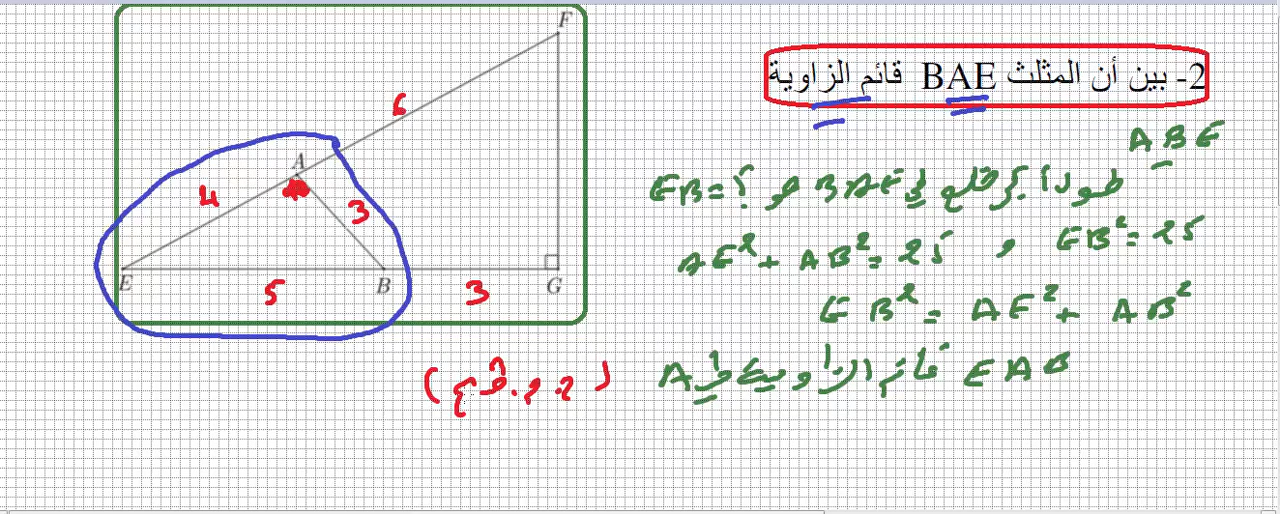 2- بين أن المثلث BAE قائم الزاوية
ABE
طول أكبر ضلع في BAE هو EB=؟
AE²+ AB²=25 و EB²=25
EB²= AE²+ AB²
EAB قائم الزاوية في A
F
6
A
4
3
E
5
B
3
G